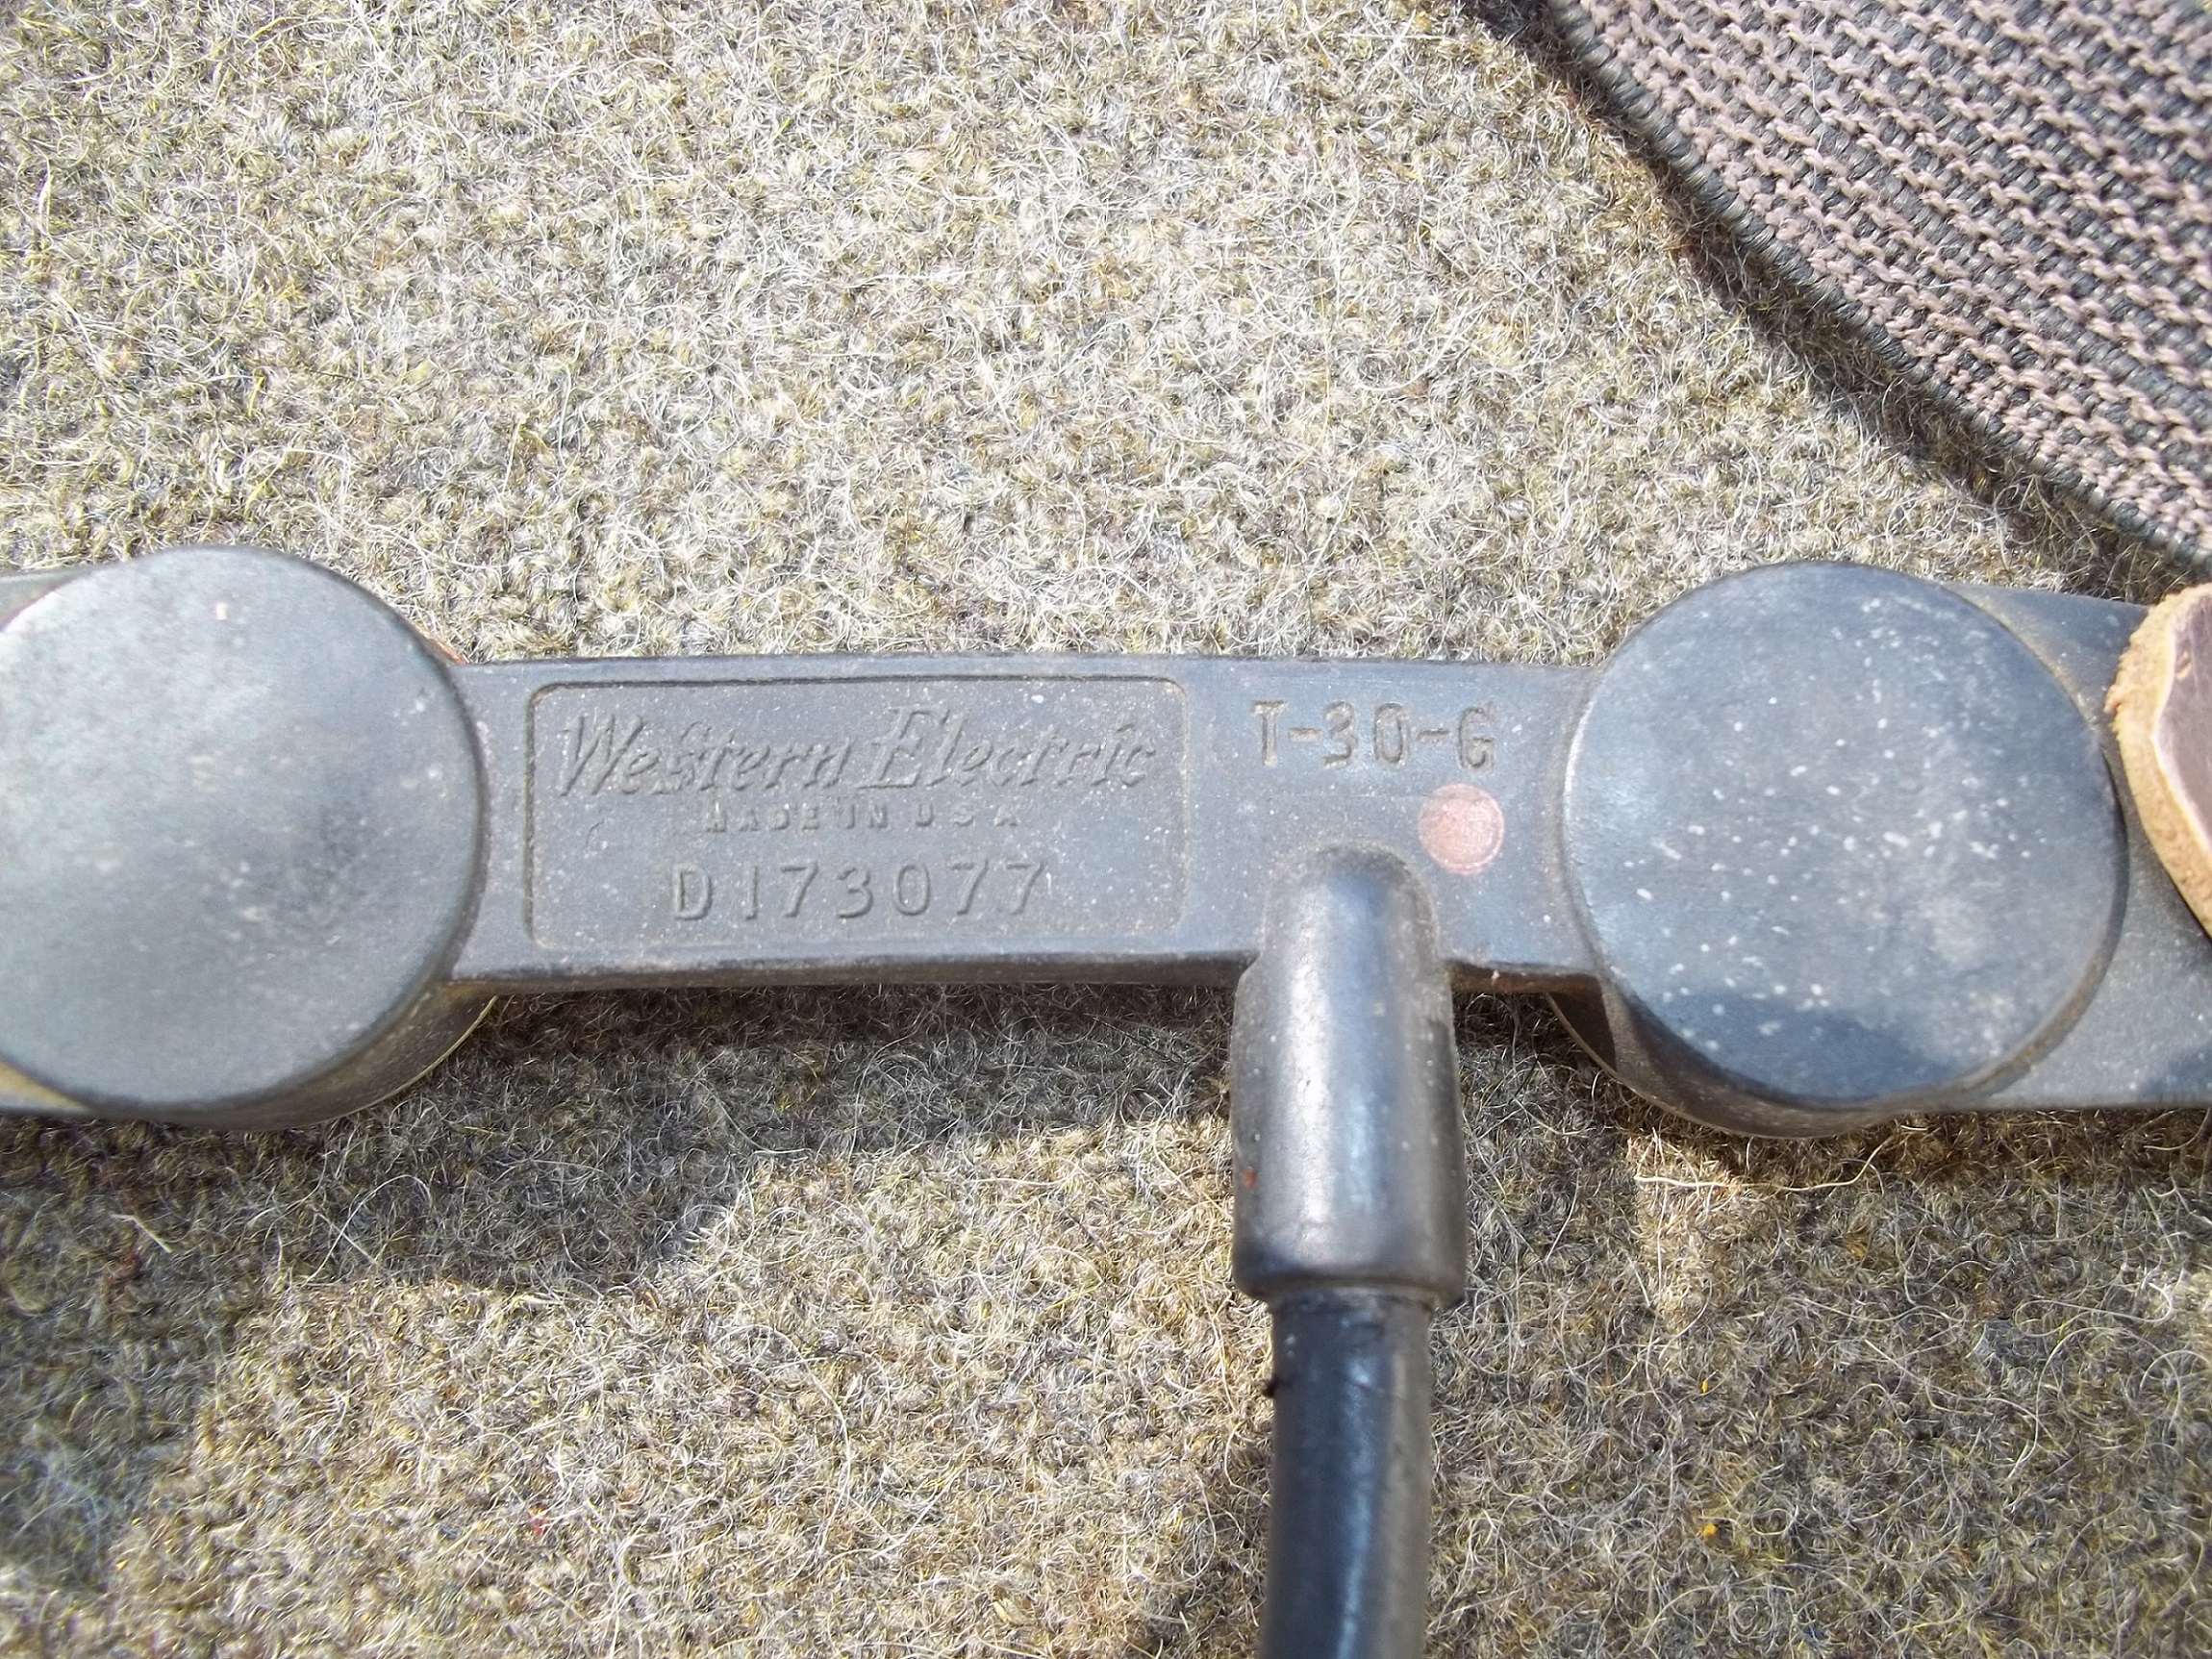 Western Electric
MADE IN U S A
D173077
T-30-G